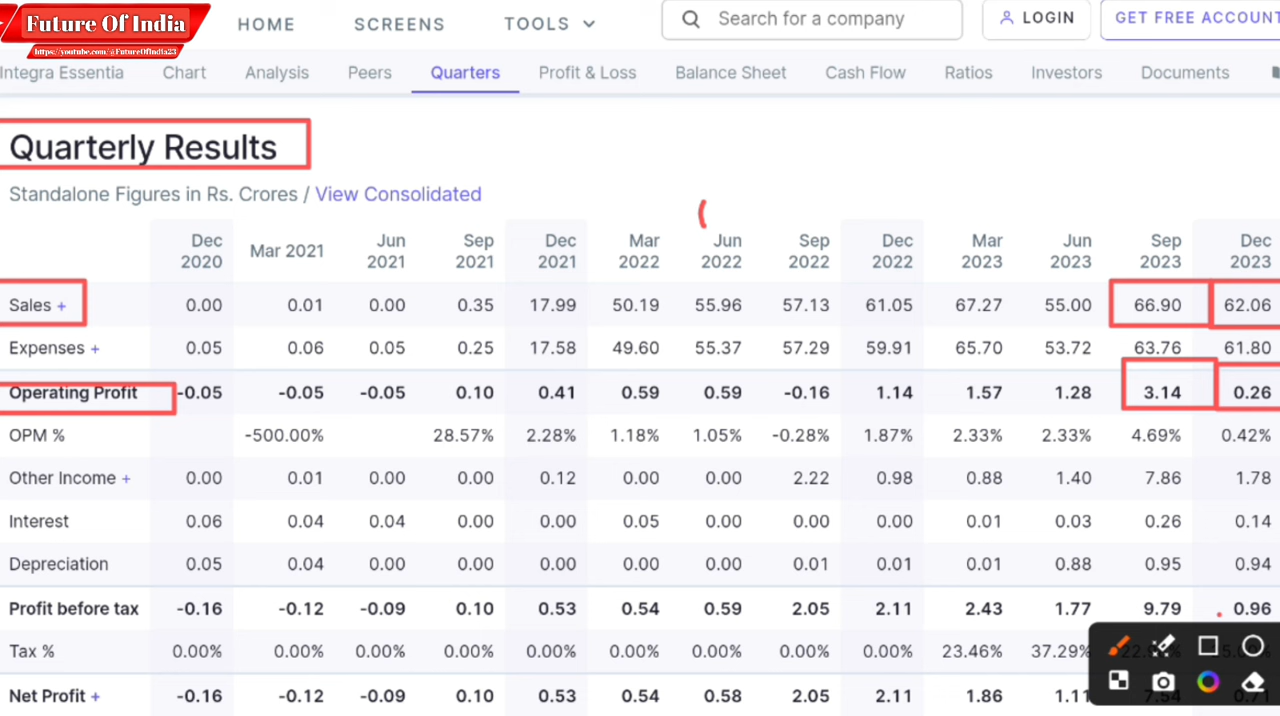 Future Of India
https://youtube.com/@FutureOfIndia23
HOME SCREENS TOOLS Search for a company LOGIN GET FREE ACCOUNT
Integra Essentia Chart Analysis Peers Quarters Profit & Loss Balance Sheet Cash Flow Ratios Investors Documents
Quarterly Results
Standalone Figures in Rs. Crores / View Consolidated
Dec 2020 Mar 2021 Jun 2021 Sep 2021 Dec 2021 Mar 2022 Jun 2022 Sep 2022 Dec 2022 Mar 2023 Jun 2023 Sep 2023 Dec 2023
Sales + 0.00 0.01 0.00 0.35 17.99 50.19 55.96 57.13 61.05 67.27 55.00 66.90 62.06
Expenses + 0.05 0.06 0.05 0.25 17.58 49.60 55.37 57.29 59.91 65.70 53.72 63.76 61.80
Operating Profit -0.05 -0.05 -0.05 0.10 0.41 0.59 0.59 -0.16 1.14 1.57 1.28 3.14 0.26
OPM % -500.00% 28.57% 2.28% 1.18% 1.05% -0.28% 1.87% 2.33% 2.33% 4.69% 0.42%
Other Income + 0.00 0.01 0.00 0.00 0.12 0.00 0.00 2.22 0.98 0.88 1.40 7.86 1.78
Interest 0.06 0.04 0.04 0.00 0.00 0.05 0.00 0.00 0.00 0.01 0.03 0.26 0.14
Depreciation 0.05 0.04 0.00 0.00 0.00 0.00 0.00 0.01 0.01 0.01 0.88 0.95 0.94
Profit before tax -0.16 -0.12 -0.09 0.10 0.53 0.54 0.59 2.05 2.11 2.43 1.77 9.79 0.96
Tax % 0.00% 0.00% 0.00% 0.00% 0.00% 0.00% 0.00% 0.00% 0.00% 23.46% 37.29%
Net Profit + -0.16 -0.12 -0.09 0.10 0.53 0.54 0.58 2.05 2.11 1.86 1.11 7.54 0.71